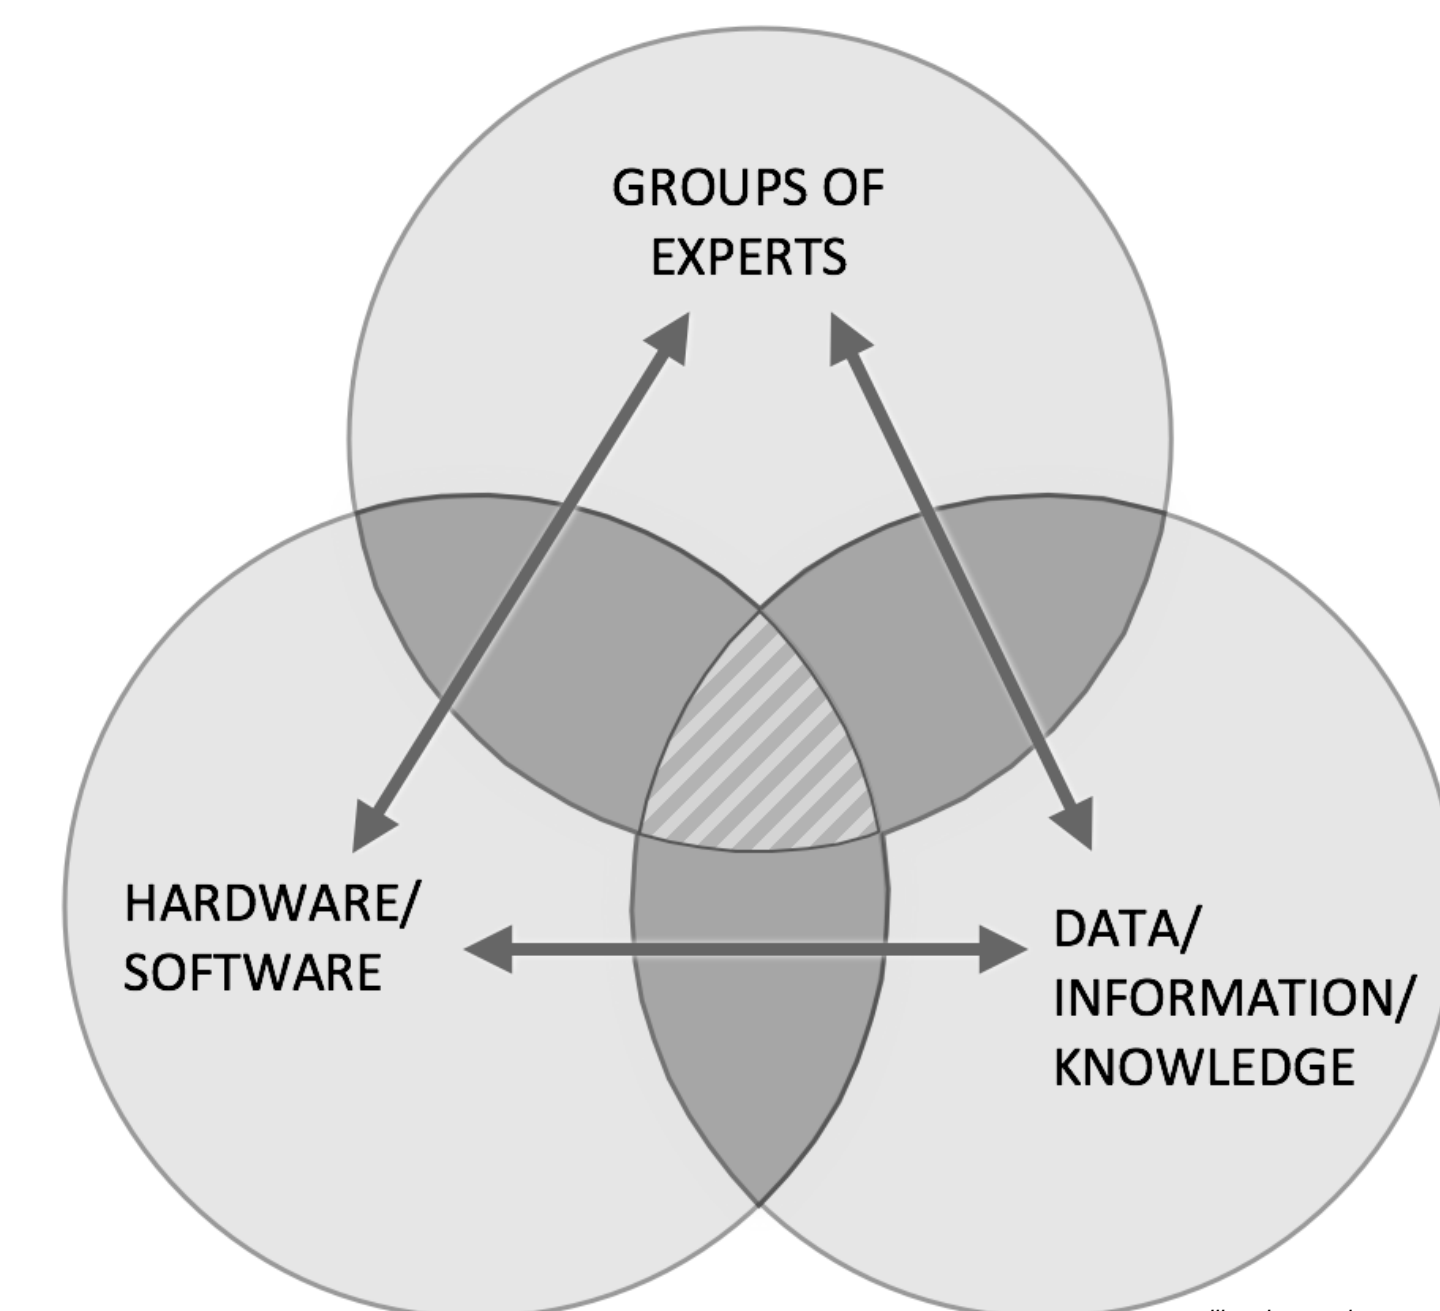 GROUPS OF
EXPERTS
HARDWARE/
SOFTWARE
DATA/
INFORMATION/
KNOWLEDGE